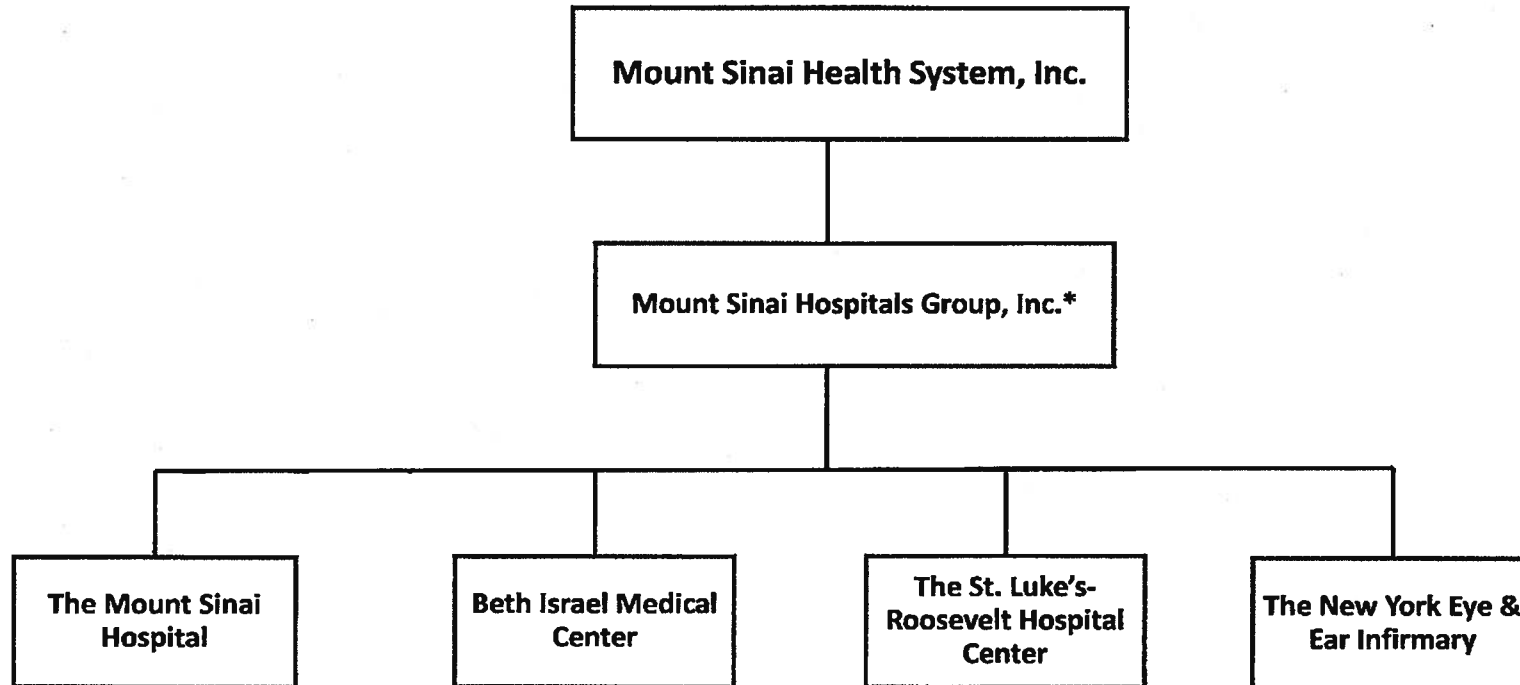 Mount Sinai Health System, Inc.
Mount Sinai Hospitals Group, Inc.*
The Mount Sinai
Hospital
Beth Israel Medical
Center
The St. Luke's-
Roosevelt Hospital
Center
The New York Eye &
Ear Infirmary